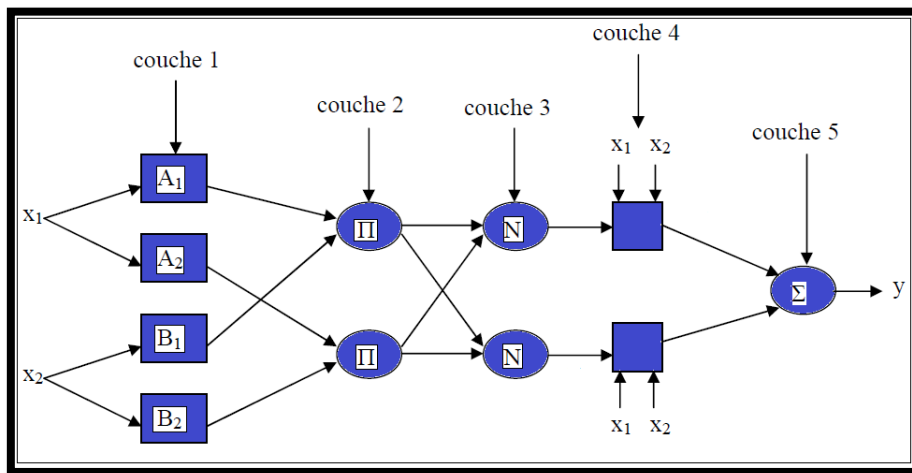 couche 1
couche 2
couche 3
couche 4
couche 5
x₁
x₂
A₁
A₂
B₁
B₂
Π
Π
N
N
x₁ x₂
x₁ x₂
Σ
y